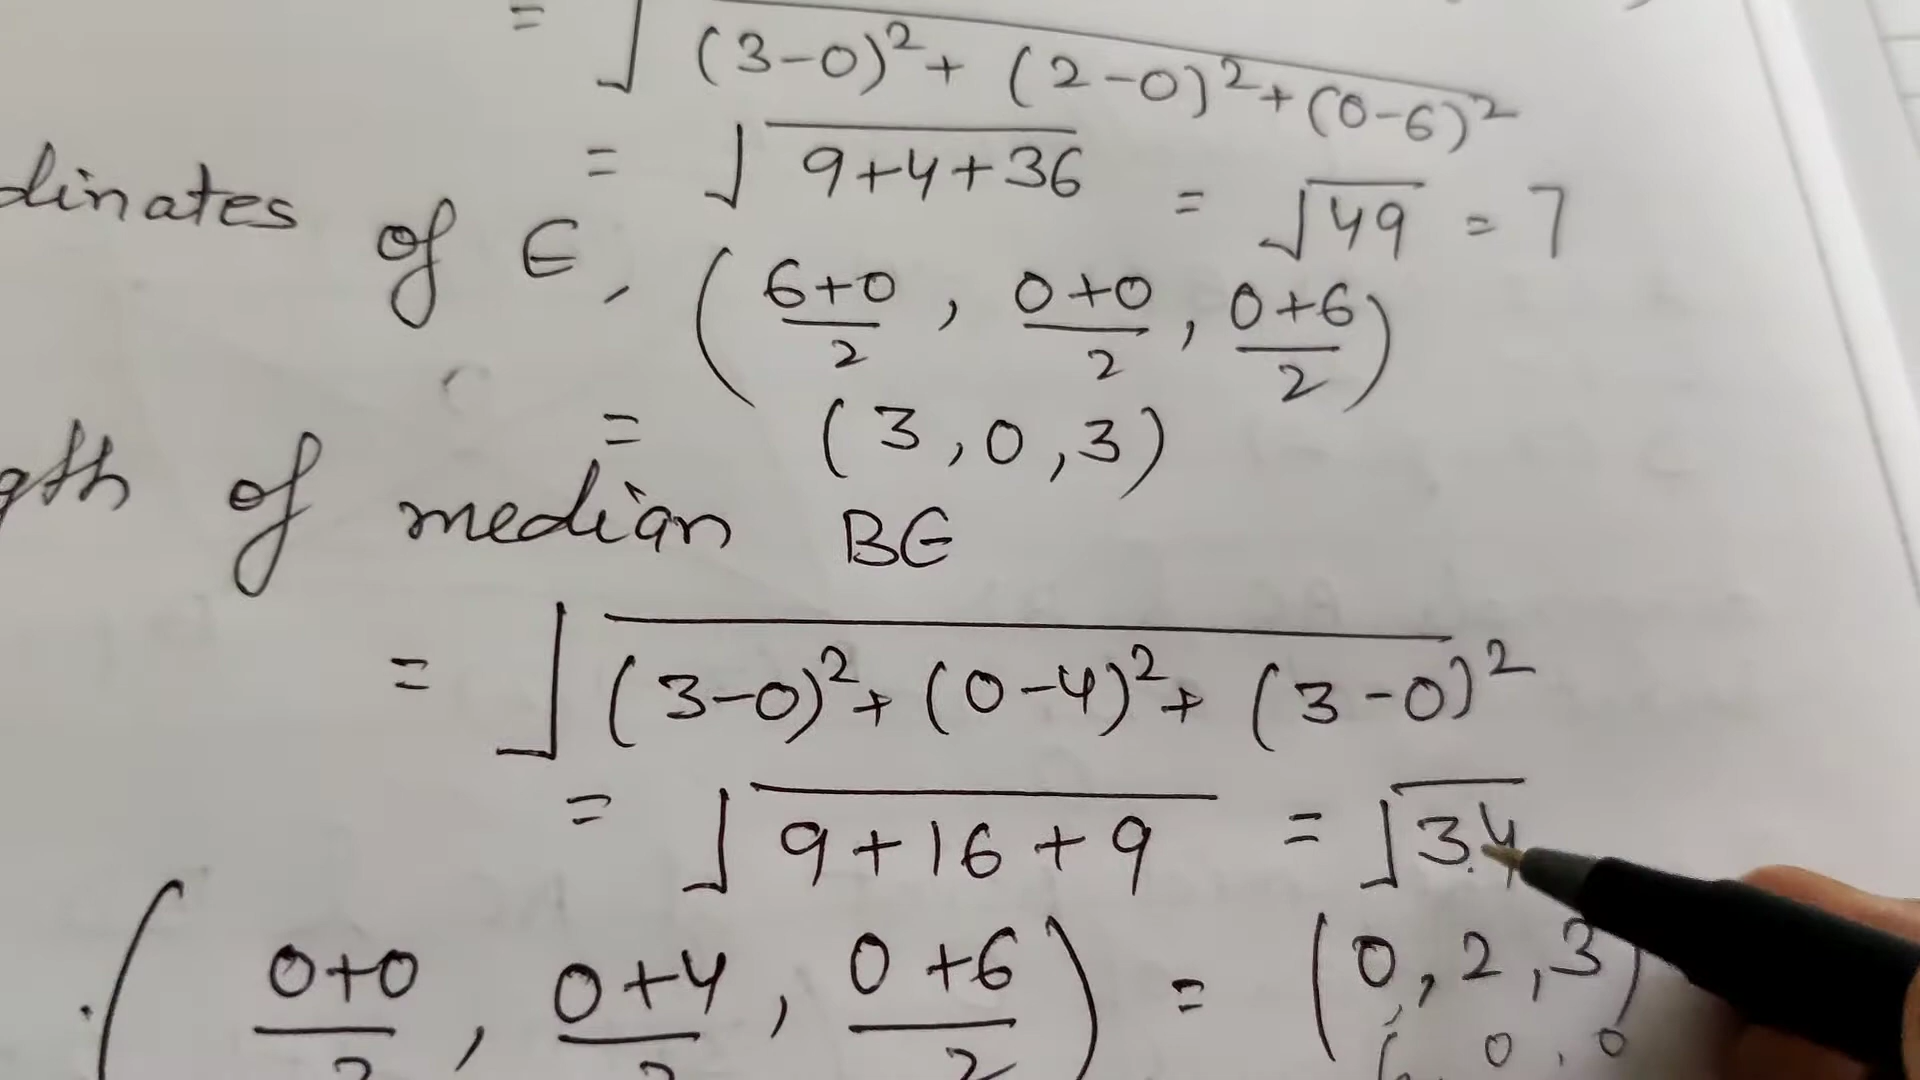 = √(3-0)²+ (2-0)²+(0-6)²
= √9+4+36 = √49 = 7
dinates of E, (6+0/2, 0+0/2, 0+6/2)
= (3,0,3)
gth of median BE
= √(3-0)²+(0-4)²+(3-0)²
= √9+16+9 = √34
(0+0/2, 0+4/2, 0+6/2) = (0,2,3)
0,0